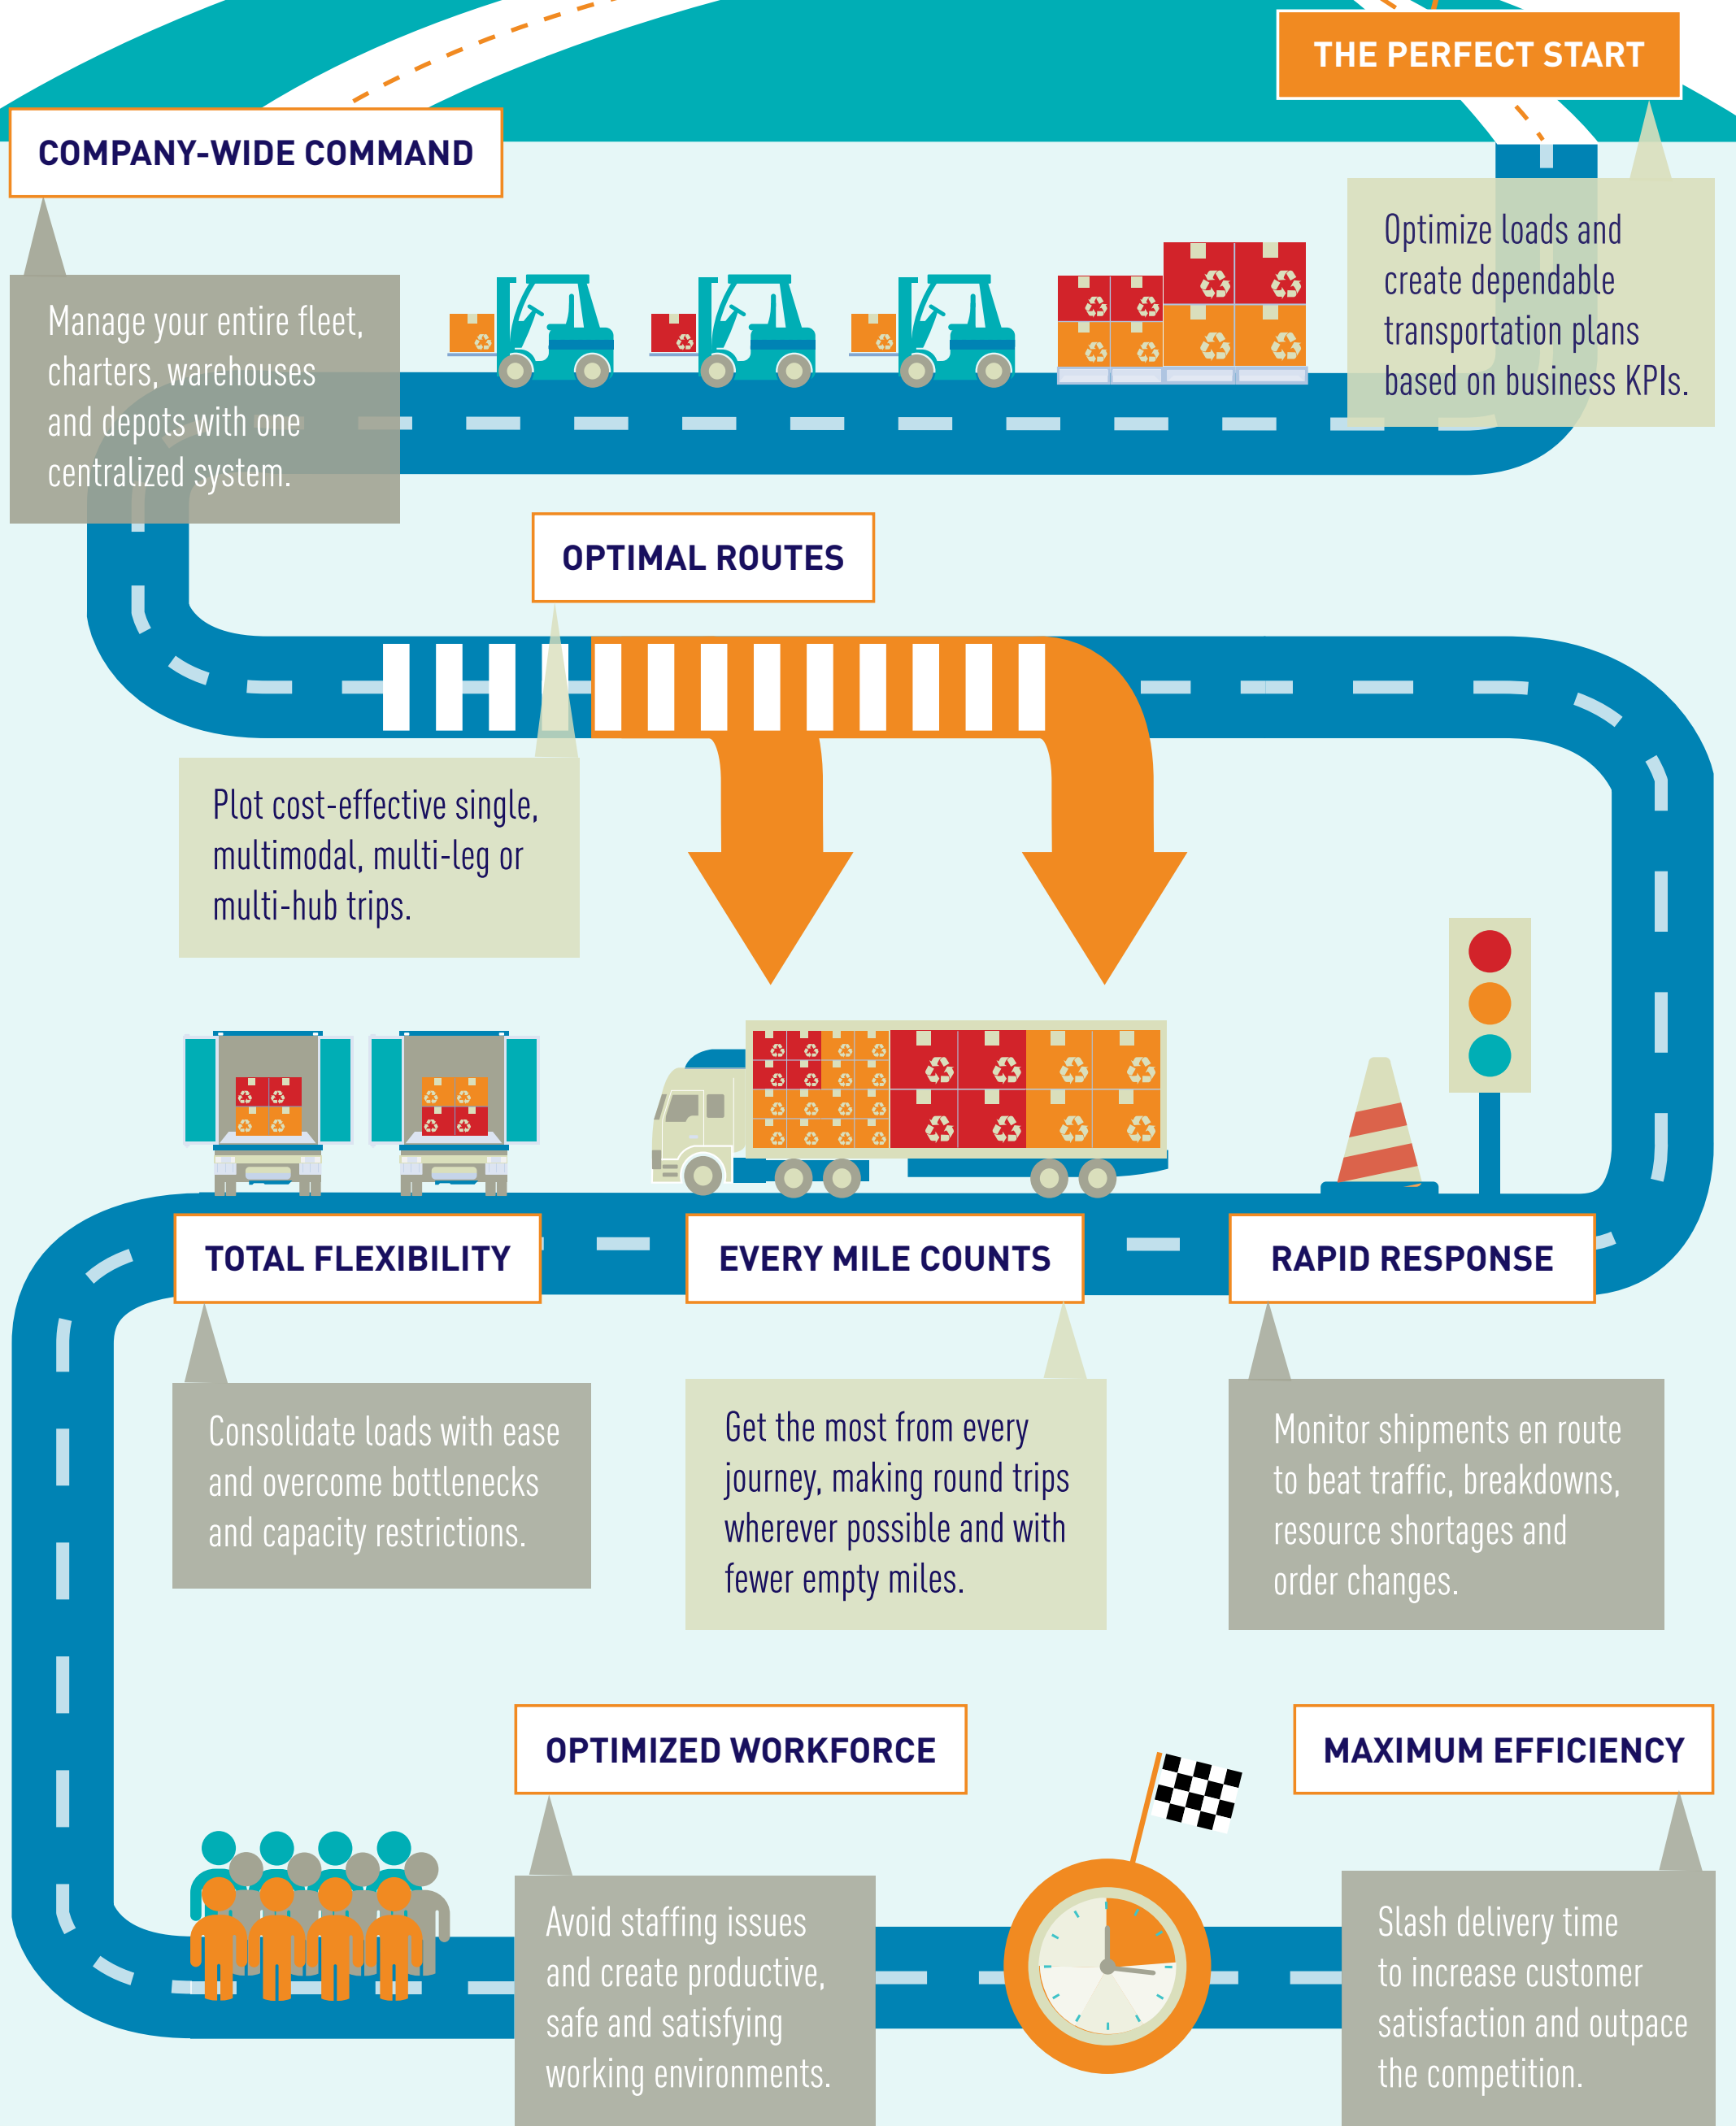 THE PERFECT START
COMPANY-WIDE COMMAND
Optimize loads and
create dependable
transportation plans
based on business KPIs.
Manage your entire fleet,
charters, warehouses
and depots with one
centralized system.
OPTIMAL ROUTES
Plot cost-effective single,
multimodal, multi-leg or
multi-hub trips.
TOTAL FLEXIBILITY
Consolidate loads with ease
and overcome bottlenecks
and capacity restrictions.
EVERY MILE COUNTS
Get the most from every
journey, making round trips
wherever possible and with
fewer empty miles.
RAPID RESPONSE
Monitor shipments en route
to beat traffic, breakdowns,
resource shortages and
order changes.
OPTIMIZED WORKFORCE
Avoid staffing issues
and create productive,
safe and satisfying
working environments.
MAXIMUM EFFICIENCY
Slash delivery time
to increase customer
satisfaction and outpace
the competition.